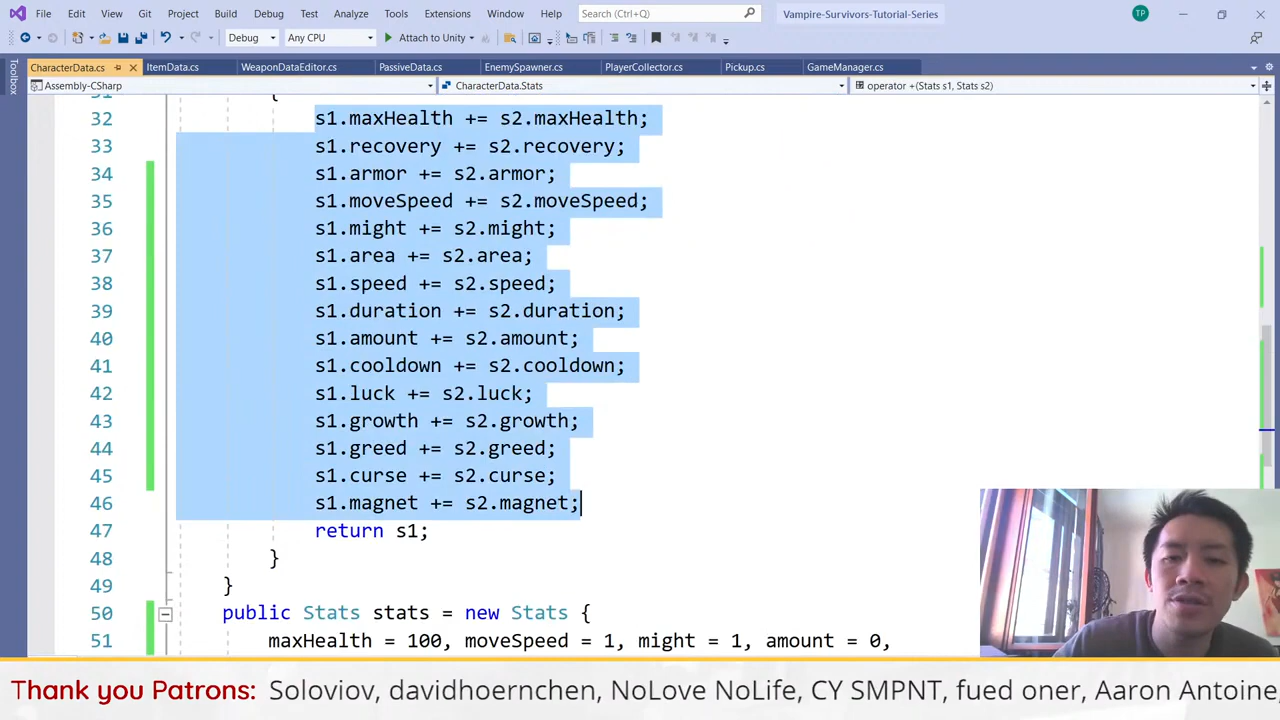 File Edit View Git Project Build Debug Test Analyze Tools Extensions Window Help Search (Ctrl+Q) Vampire-Survivors-Tutorial-Series TP
Debug Any CPU Attach to Unity
Toolbox
CharacterData.cs ItemData.cs WeaponDataEditor.cs PassiveData.cs EnemySpawner.cs PlayerCollector.cs Pickup.cs GameManager.cs
Assembly-CSharp CharacterData.Stats operator +(Stats s1, Stats s2)
31 {
32 s1.maxHealth += s2.maxHealth;
33 s1.recovery += s2.recovery;
34 s1.armor += s2.armor;
35 s1.moveSpeed += s2.moveSpeed;
36 s1.might += s2.might;
37 s1.area += s2.area;
38 s1.speed += s2.speed;
39 s1.duration += s2.duration;
40 s1.amount += s2.amount;
41 s1.cooldown += s2.cooldown;
42 s1.luck += s2.luck;
43 s1.growth += s2.growth;
44 s1.greed += s2.greed;
45 s1.curse += s2.curse;
46 s1.magnet += s2.magnet;
47 return s1;
48 }
49 }
50 public Stats stats = new Stats {
51 maxHealth = 100, moveSpeed = 1, might = 1, amount = 0,
Thank you Patrons: Soloviov, davidhoernchen, NoLove NoLife, CY SMPNT, fued oner, Aaron Antoine,